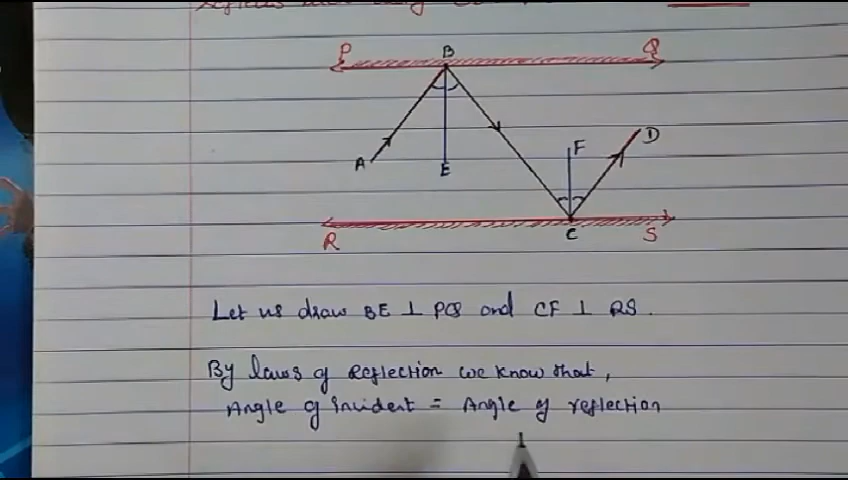 P B Q
A E F D
R C S
Let us draw BE ⊥ PQ and CF ⊥ RS.
By laws of Reflection we know that,
Angle of incident = Angle of reflection